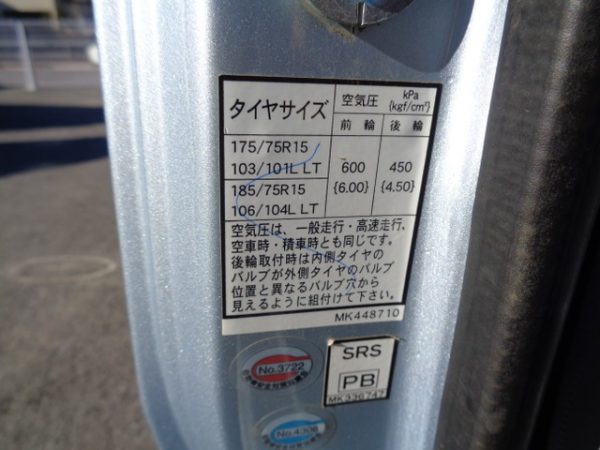 タイヤサイズ 空気圧 kPa {kgf/cm²}
前輪 後輪
175/75R15
103/101L LT 600 450
185/75R15 {6.00} {4.50}
106/104L LT
空気圧は、一般走行・高速走行、
空車時・積車時とも同じです。
後輪取付時は内側タイヤの
バルブが外側タイヤのバルブ
位置と異なるバルブ穴から
見えるように組付けて下さい。
MK448710
SRS
PB
MK336747
No.3722
No.4308